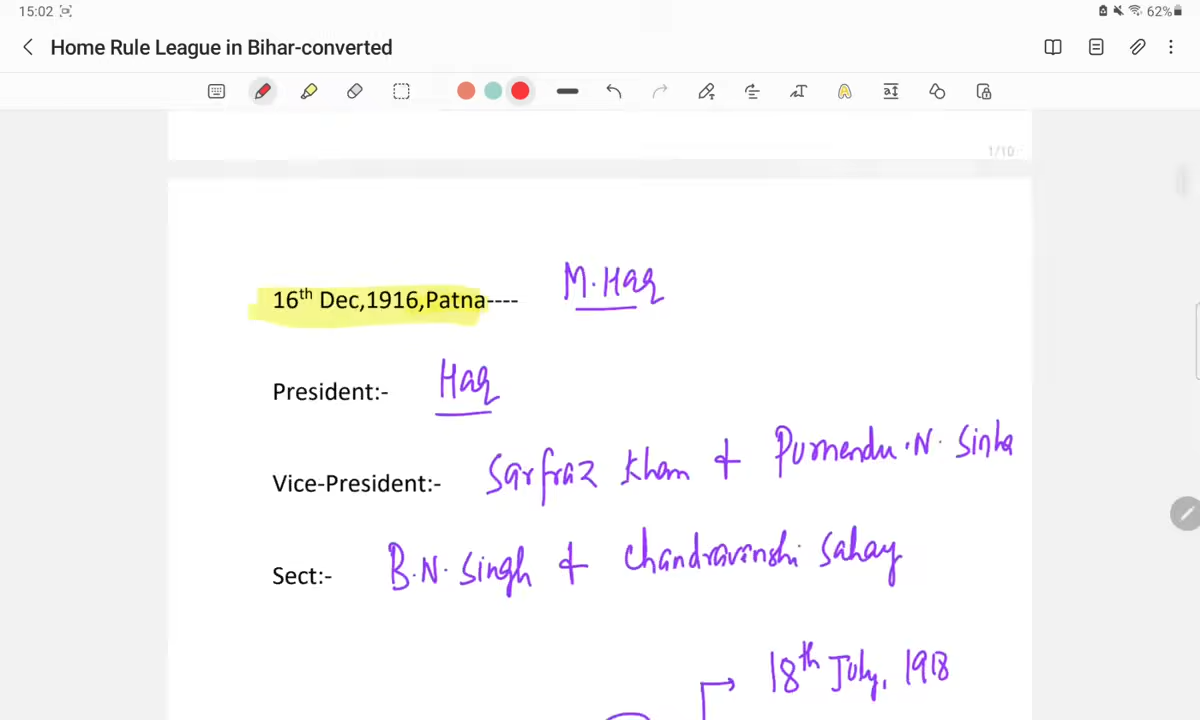 15:02 62%
Home Rule League in Bihar-converted
1/10
16th Dec,1916,Patna---- M. Haq
President:- Haq
Vice-President:- Sarfraz Khan & Purnendu.N. Sinha
Sect:- B.N. Singh & Chandravanshi Sahay
18th July, 1918